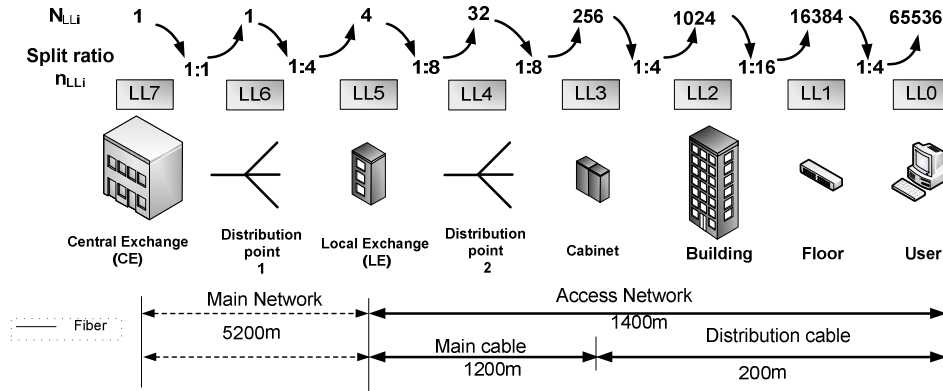 N_LLi 1 1 4 32 256 1024 16384 65536
Split ratio
n_LLi 1:1 1:4 1:8 1:8 1:4 1:16 1:4
LL7 LL6 LL5 LL4 LL3 LL2 LL1 LL0
Central Exchange
(CE)
Distribution
point
1
Local Exchange
(LE)
Distribution
point
2
Cabinet
Building
Floor
User
Main Network
5200m
Access Network
1400m
Fiber
Main cable
1200m
Distribution cable
200m